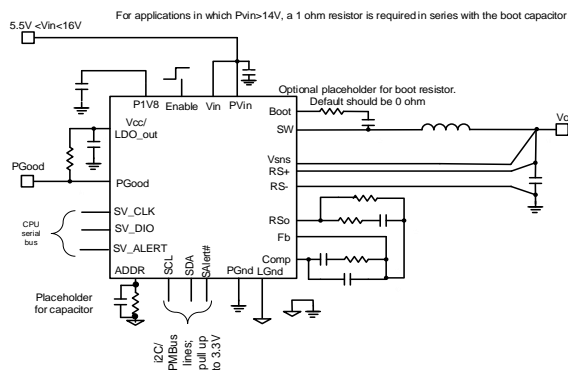 For applications in which Pvin>14V, a 1 ohm resistor is required in series with the boot capacitor
5.5V <Vin<16V
P1V8
Enable
Vin
PVin
Optional placeholder for boot resistor.
Default should be 0 ohm
Boot
SW
Vcc/
LDO_out
Vsns
RS+
RS-
PGood
PGood
RSo
Fb
Comp
CPU
serial
bus
SV_CLK
SV_DIO
SV_ALERT
ADDR
SCL
SDA
SAlert#
PGnd
LGnd
Placeholder
for capacitor
i2C/
PMBus
lines;
pull up
to 3.3V